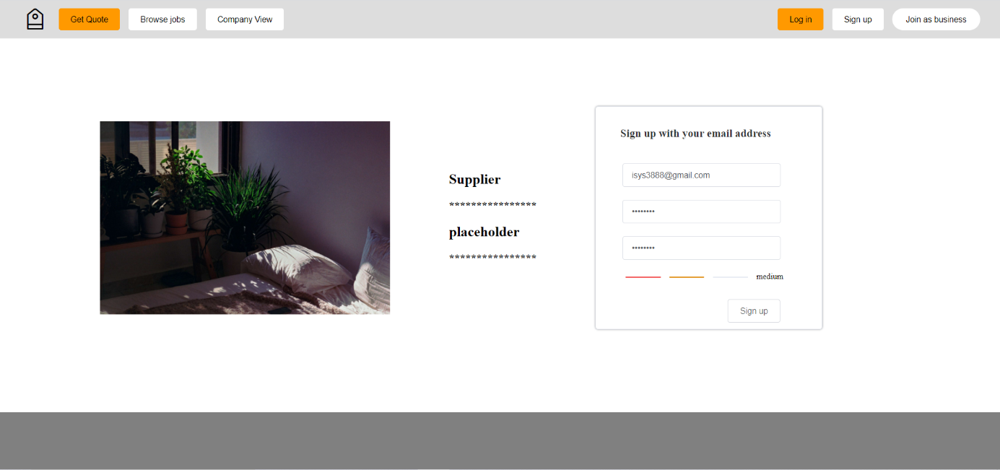 Get Quote
Browse jobs
Company View
Log in
Sign up
Join as business
Supplier
****************
placeholder
****************
Sign up with your email address
isys3888@gmail.com
••••••••
••••••••
medium
Sign up